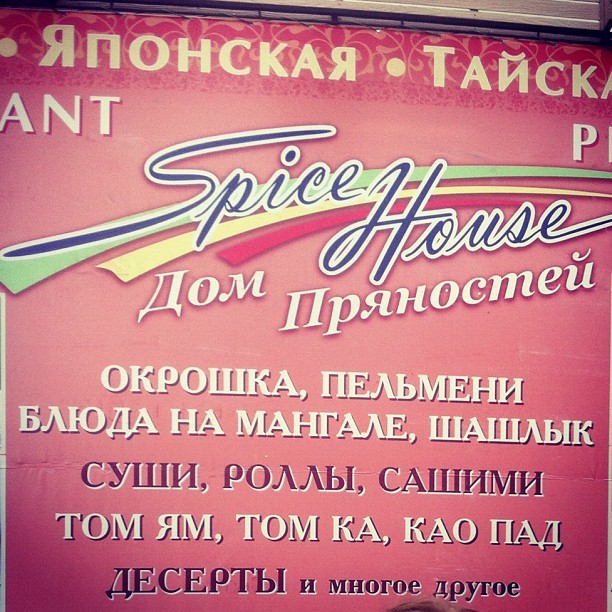 • ЯПОНСКАЯ • ТАЙСКА
ANT
Spice House
Дом Пряностей
ОКРОШКА, ПЕЛЬМЕНИ
БЛЮДА НА МАНГАЛЕ, ШАШЛЫК
СУШИ, РОЛЛЫ, САШИМИ
ТОМ ЯМ, ТОМ КА, КАО ПАД
ДЕСЕРТЫ и многое другое